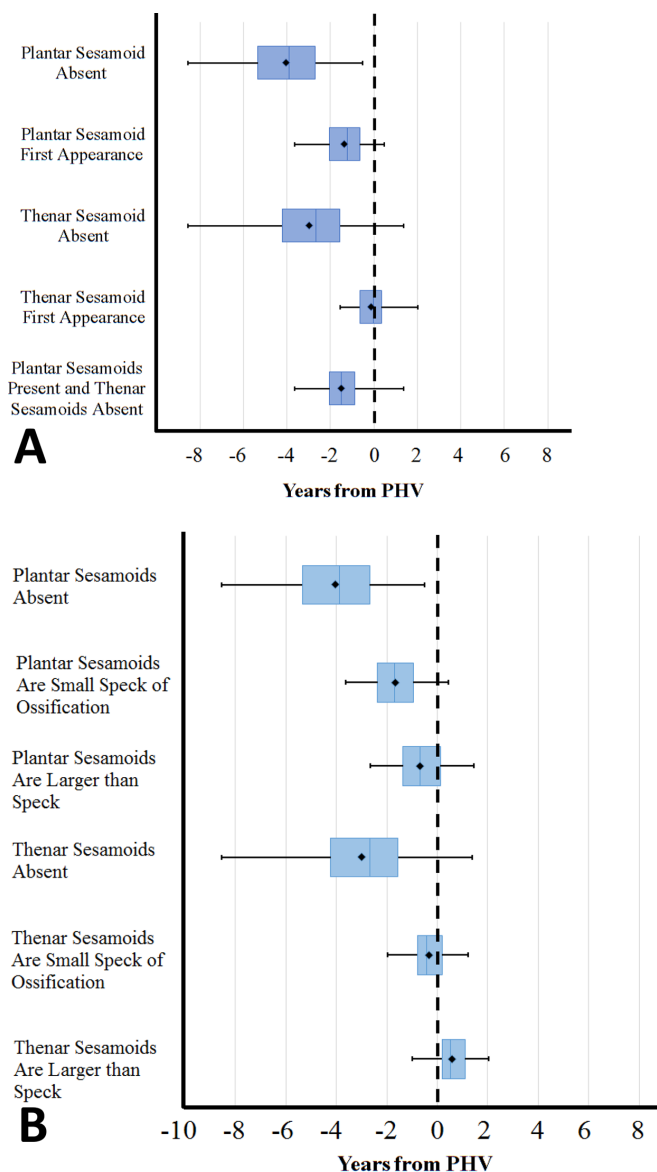 Plantar Sesamoid
Absent
Plantar Sesamoid
First Appearance
Thenar Sesamoid
Absent
Thenar Sesamoid
First Appearance
Plantar Sesamoids
Present and Thenar
Sesamoids Absent
A
-8 -6 -4 -2 0 2 4 6 8
Years from PHV
Plantar Sesamoids
Absent
Plantar Sesamoids
Are Small Speck of
Ossification
Plantar Sesamoids
Are Larger than
Speck
Thenar Sesamoids
Absent
Thenar Sesamoids
Are Small Speck of
Ossification
Thenar Sesamoids
Are Larger than
Speck
B
-10 -8 -6 -4 -2 0 2 4 6 8
Years from PHV